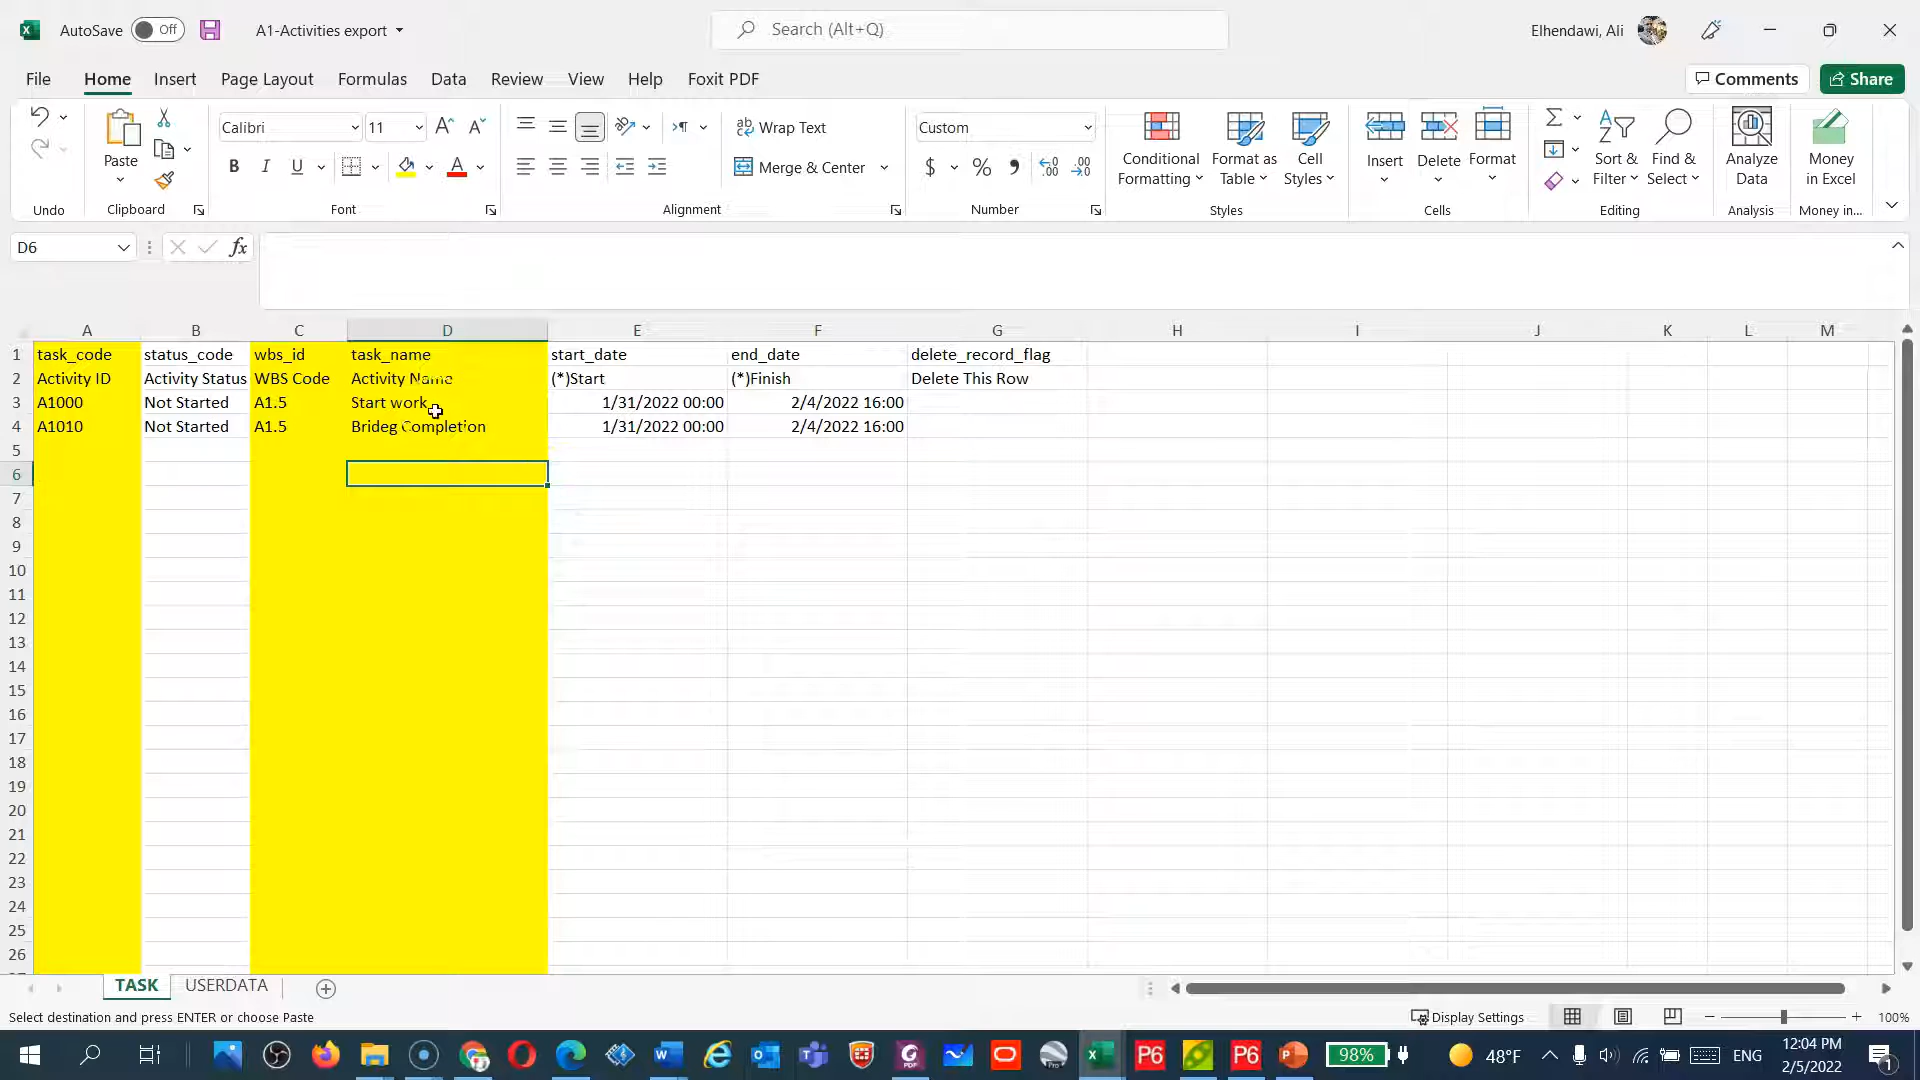 AutoSave Off A1-Activities export Search (Alt+Q) Elhendawi, Ali
File Home Insert Page Layout Formulas Data Review View Help Foxit PDF Comments Share
Calibri 11 Wrap Text Custom
Paste Conditional Formatting Format as Table Cell Styles Insert Delete Format Sort & Filter Find & Select Analyze Data Money in Excel
B I U A Merge & Center $ %
Undo Clipboard Font Alignment Number Styles Cells Editing Analysis Money in...
D6 fx
A B C D E F G H I J K L M
1 task_code status_code wbs_id task_name start_date end_date delete_record_flag
2 Activity ID Activity Status WBS Code Activity Name (*)Start (*)Finish Delete This Row
3 A1000 Not Started A1.5 Start work 1/31/2022 00:00 2/4/2022 16:00
4 A1010 Not Started A1.5 Brideg Completion 1/31/2022 00:00 2/4/2022 16:00
5
6
7
8
9
10
11
12
13
14
15
16
17
18
19
20
21
22
23
24
25
26
TASK USERDATA
Select destination and press ENTER or choose Paste Display Settings 100%
P6 P6 98% 48°F ENG 12:04 PM
2/5/2022 1